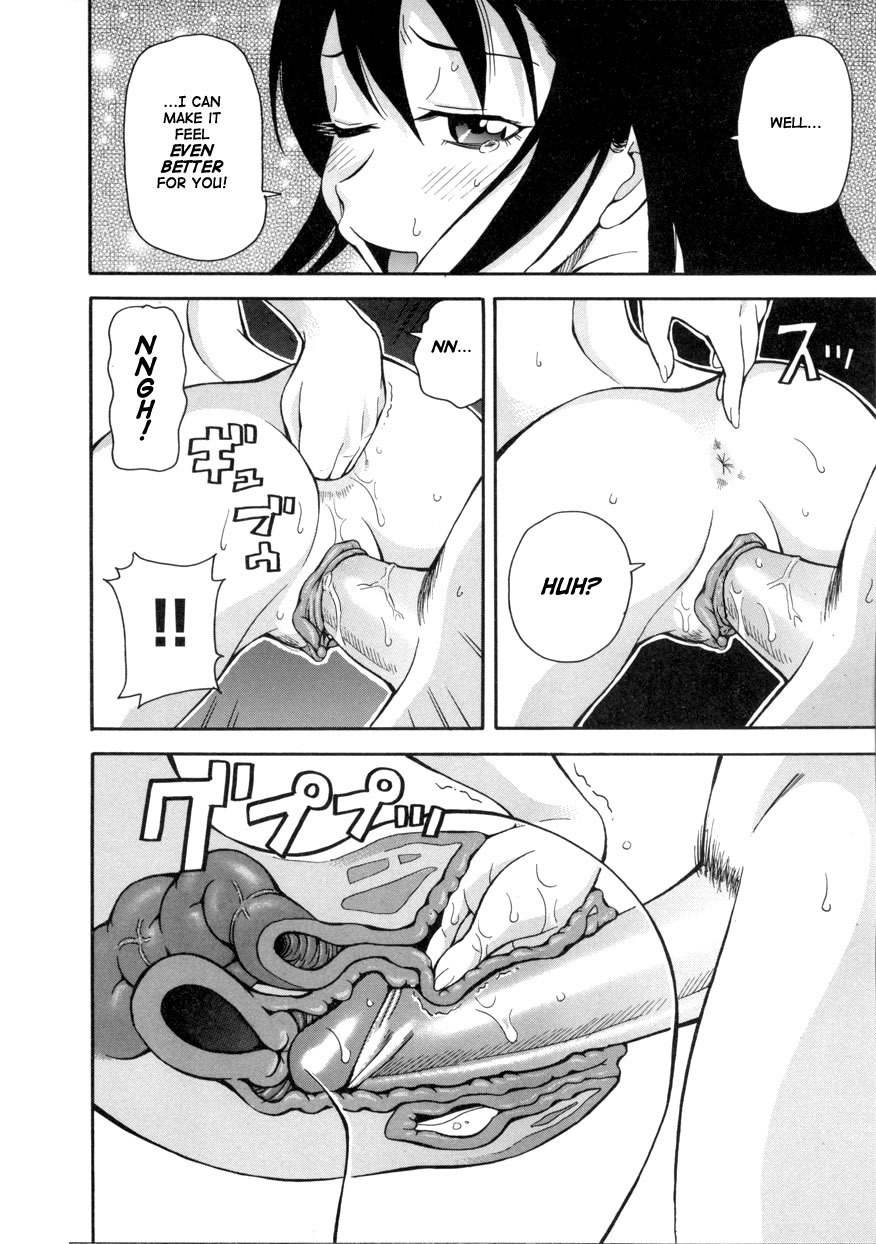 WELL...
...I CAN
MAKE IT
FEEL
EVEN
BETTER
FOR YOU!
ズッ
HUH?
NN...
NNGH!
ギュ
ブゥ
!!
グププッ